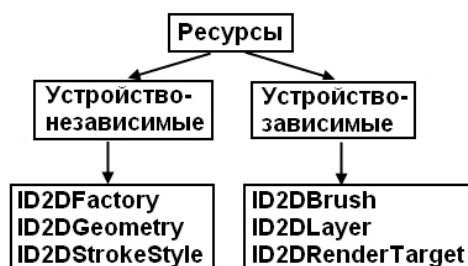 Ресурсы
Устройство-
независимые
Устройство-
зависимые
ID2DFactory
ID2DGeometry
ID2DStrokeStyle
ID2DBrush
ID2DLayer
ID2DRenderTarget